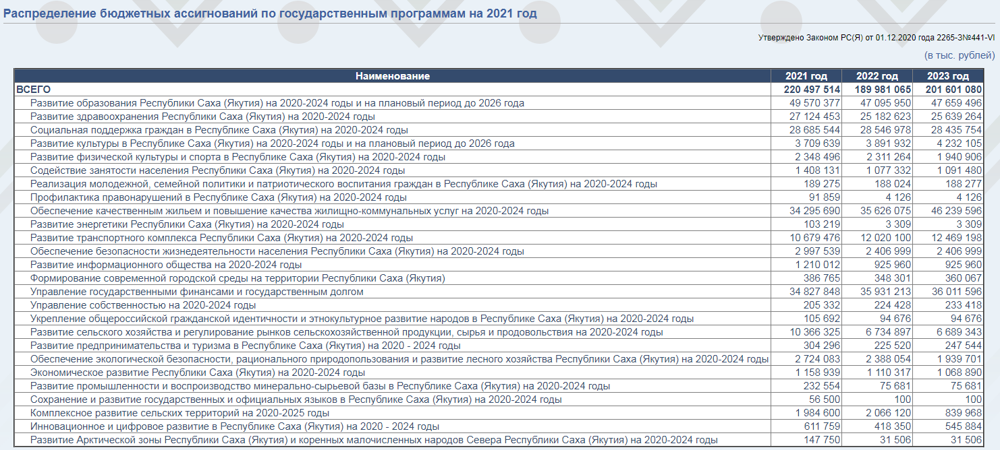 Распределение бюджетных ассигнований по государственным программам на 2021 год
Утверждено Законом РС(Я) от 01.12.2020 года 2265-З№441-VI
(в тыс. рублей)
Наименование 2021 год 2022 год 2023 год
ВСЕГО 220 497 514 189 981 065 201 601 080
Развитие образования Республики Саха (Якутия) на 2020-2024 годы и на плановый период до 2026 года 49 570 377 47 095 950 47 659 496
Развитие здравоохранения Республики Саха (Якутия) на 2020-2024 годы 27 124 453 25 182 623 25 639 264
Социальная поддержка граждан в Республике Саха (Якутия) на 2020-2024 годы 28 685 544 28 546 978 28 435 754
Развитие культуры в Республике Саха (Якутия) на 2020-2024 годы и на плановый период до 2026 года 3 709 639 3 891 932 4 232 105
Развитие физической культуры и спорта в Республике Саха (Якутия) на 2020-2024 годы 2 348 496 2 311 264 1 940 906
Содействие занятости населения Республики Саха (Якутия) на 2020-2024 годы 1 408 131 1 077 332 1 091 480
Реализация молодежной, семейной политики и патриотического воспитания граждан в Республике Саха (Якутия) на 2020-2024 годы 189 275 188 024 188 277
Профилактика правонарушений в Республике Саха (Якутия) на 2020-2024 годы 91 859 4 126 4 126
Обеспечение качественным жильем и повышение качества жилищно-коммунальных услуг на 2020-2024 годы 34 295 690 35 626 075 46 239 596
Развитие энергетики Республики Саха (Якутия) на 2020-2024 годы 103 219 3 309 3 309
Развитие транспортного комплекса Республики Саха (Якутия) на 2020-2024 годы 10 679 476 12 020 100 12 469 198
Обеспечение безопасности жизнедеятельности населения Республики Саха (Якутия) на 2020-2024 годы 2 997 539 2 406 999 2 406 999
Развитие информационного общества на 2020-2024 годы 1 210 012 925 960 925 960
Формирование современной городской среды на территории Республики Саха (Якутия) 386 765 348 301 360 067
Управление государственными финансами и государственным долгом 34 827 848 35 931 213 36 011 596
Управление собственностью на 2020-2024 годы 205 332 224 428 233 418
Укрепление общероссийской гражданской идентичности и этнокультурное развитие народов в Республике Саха (Якутия) на 2020-2024 годы 105 692 94 676 94 676
Развитие сельского хозяйства и регулирование рынков сельскохозяйственной продукции, сырья и продовольствия на 2020-2024 годы 10 366 325 6 734 897 6 689 343
Развитие предпринимательства и туризма в Республике Саха (Якутия) на 2020 - 2024 годы 304 296 225 520 247 544
Обеспечение экологической безопасности, рационального природопользования и развитие лесного хозяйства Республики Саха (Якутия) на 2020-2024 годы 2 724 083 2 388 054 1 939 701
Экономическое развитие Республики Саха (Якутия) на 2020-2024 годы 1 158 939 1 110 317 1 068 890
Развитие промышленности и воспроизводство минерально-сырьевой базы в Республике Саха (Якутия) на 2020-2024 годы 232 554 75 681 75 681
Сохранение и развитие государственных и официальных языков в Республике Саха (Якутия) на 2020-2024 годы 56 500 100 100
Комплексное развитие сельских территорий на 2020-2025 годы 1 984 600 2 066 120 839 968
Инновационное и цифровое развитие в Республике Саха (Якутия) на 2020 - 2024 годы 611 759 418 350 545 884
Развитие Арктической зоны Республики Саха (Якутия) и коренных малочисленных народов Севера Республики Саха (Якутия) на 2020-2024 годы 147 750 31 506 31 506